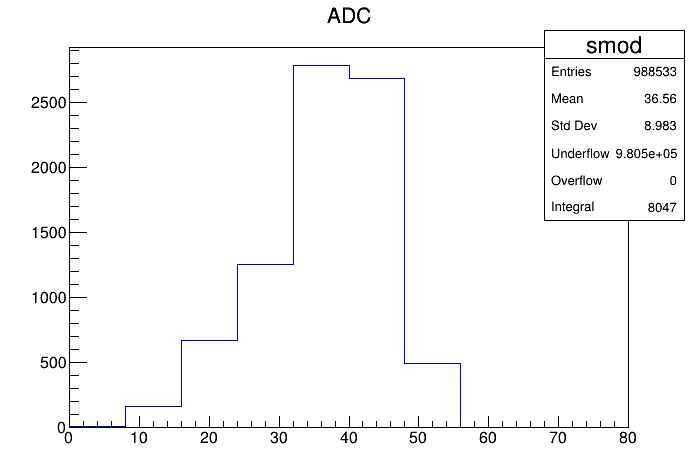 ADC
smod
Entries 988533
Mean 36.56
Std Dev 8.983
Underflow 9.805e+05
Overflow 0
Integral 8047
2500
2000
1500
1000
500
0
0 10 20 30 40 50 60 70 80